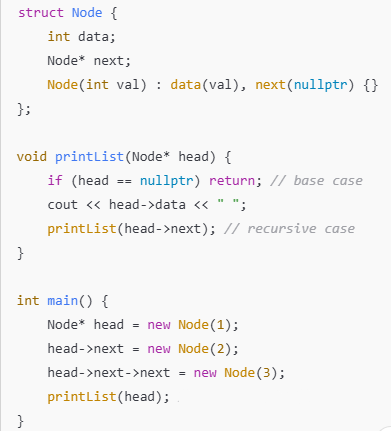 struct Node {
    int data;
    Node* next;
    Node(int val) : data(val), next(nullptr) {}
};

void printList(Node* head) {
    if (head == nullptr) return; // base case
    cout << head->data << " ";
    printList(head->next); // recursive case
}

int main() {
    Node* head = new Node(1);
    head->next = new Node(2);
    head->next->next = new Node(3);
    printList(head);
}